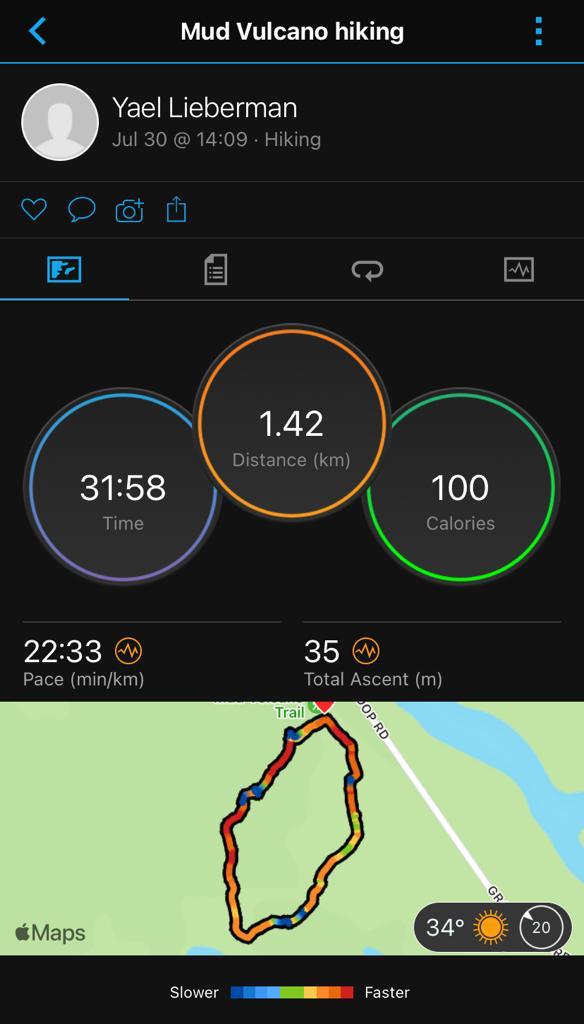 Mud Vulcano hiking
Yael Lieberman
Jul 30 @ 14:09 · Hiking
1.42
Distance (km)
31:58
Time
100
Calories
22:33
Pace (min/km)
35
Total Ascent (m)
Trail
OOP RD
GR
Maps
34°
20
Slower
Faster